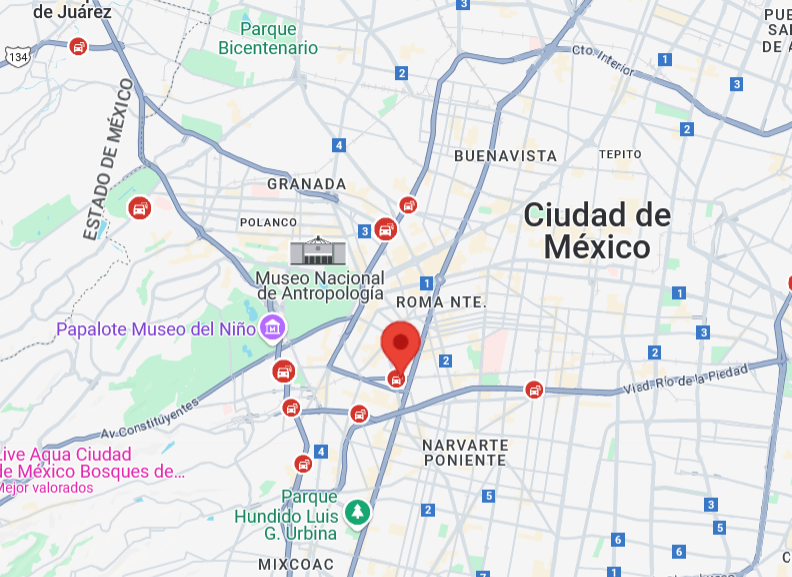 de Juárez
Parque
Bicentenario
PUE
SAN
DE A
134
Cto. Interior
1
3
3
2
2
4
ESTADO DE MÉXICO
BUENAVISTA
TEPITO
GRANADA
POLANCO
3
Ciudad de
México
Museo Nacional
de Antropología
1
1
ROMA NTE.
Papalote Museo del Niño
3
2
2
Viad. Río de la Piedad
Av Constituyentes
Live Aqua Ciudad
de México Bosques de...
Mejor valorados
4
NARVARTE
PONIENTE
Parque
Hundido Luis
G. Urbina
5
2
3
5
6
6
MIXCOAC
7